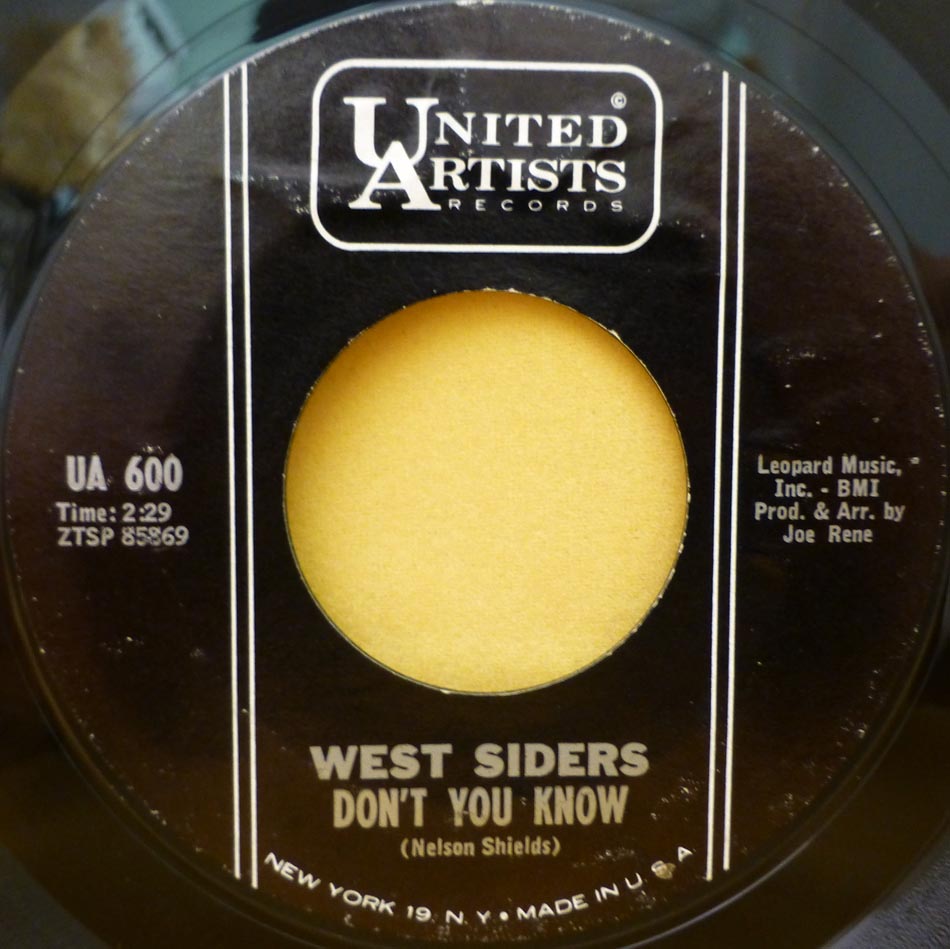 ©
UNITED
ARTISTS
RECORDS
UA 600
Time: 2:29
ZTSP 85869
Leopard Music,
Inc. - BMI
Prod. & Arr. by
Joe Rene
WEST SIDERS
DON'T YOU KNOW
(Nelson Shields)
NEW YORK 19, N. Y. • MADE IN U. S. A.